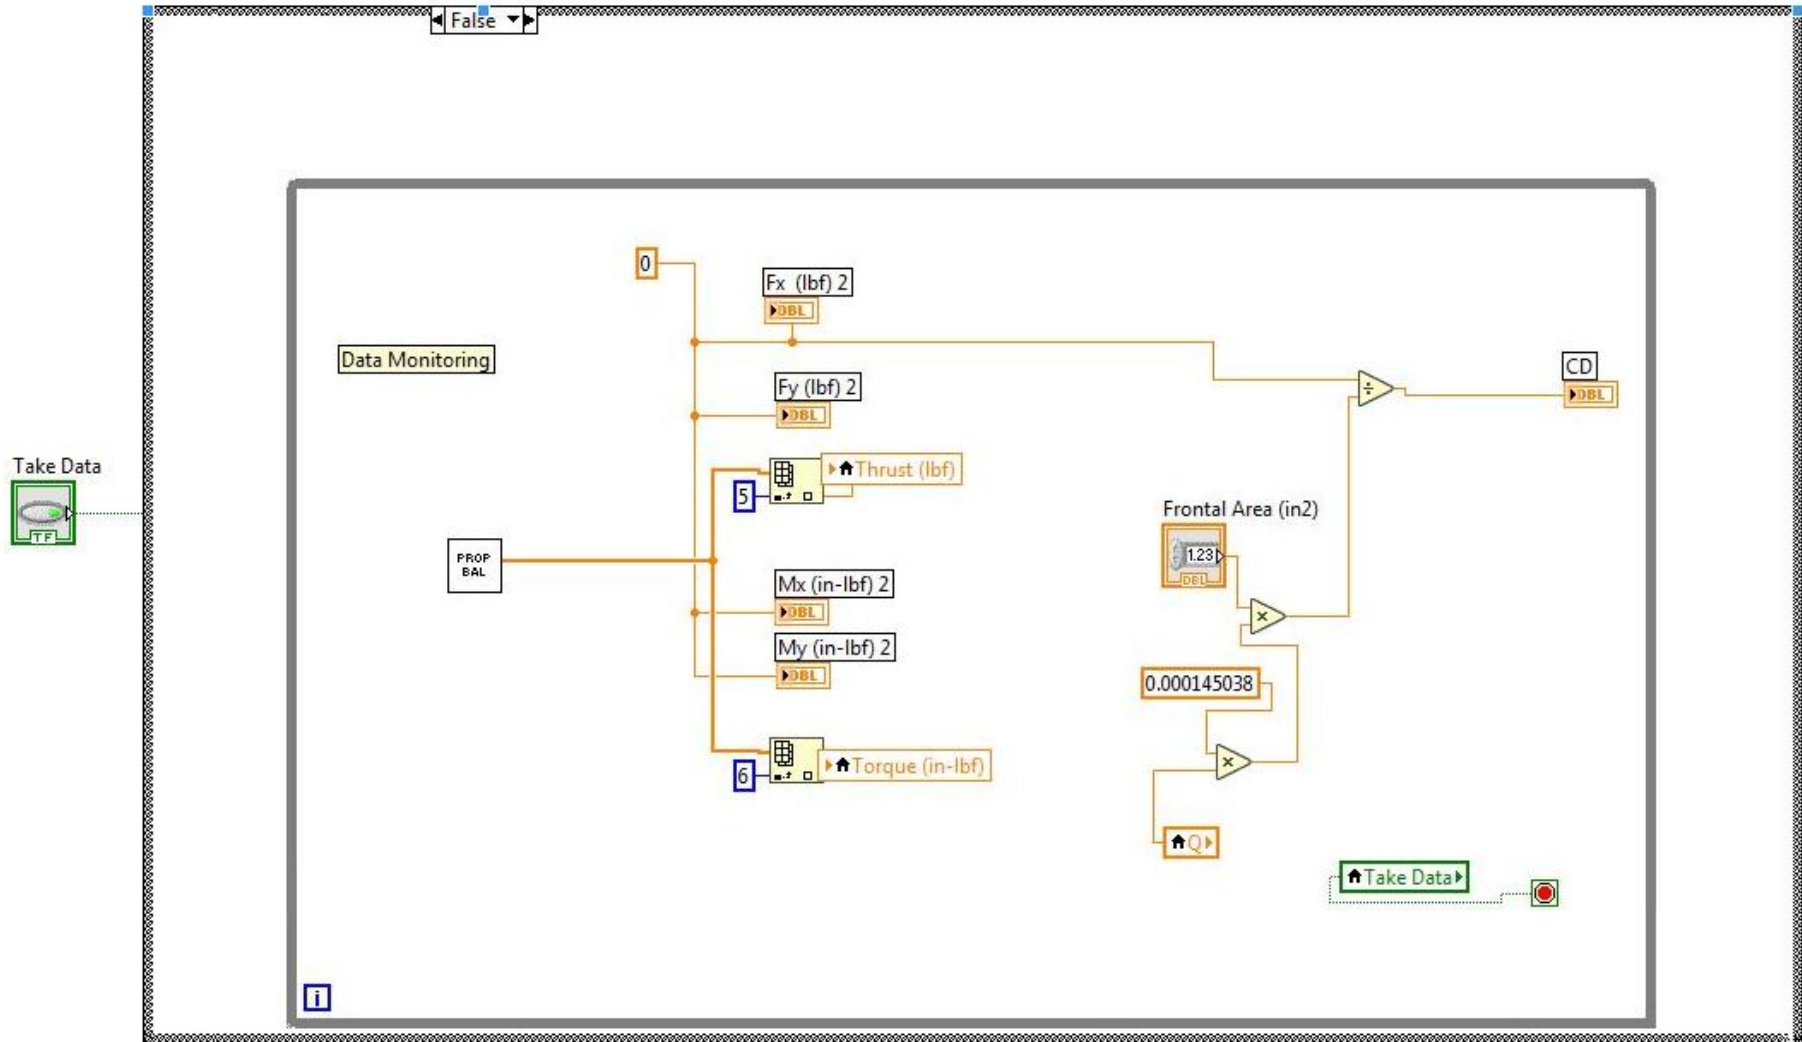 False
0
Fx (lbf) 2
DBL
Data Monitoring
CD
DBL
Fy (lbf) 2
DBL
Take Data
TF
Thrust (lbf)
5
Frontal Area (in2)
1.23
DBL
PROP
BAL
Mx (in-lbf) 2
DBL
×
My (in-lbf) 2
DBL
0.000145038
÷
Torque (in-lbf)
6
×
Q
Take Data
i